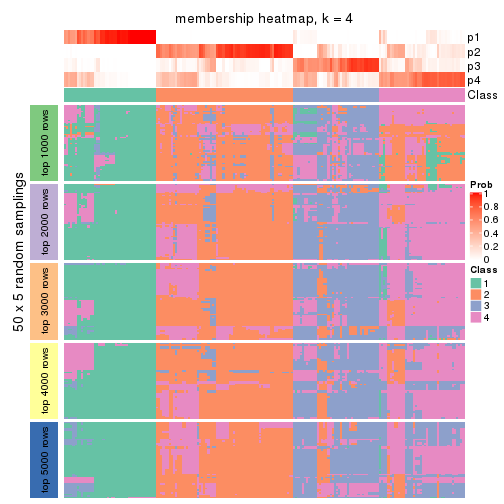 membership heatmap, k = 4
p1
p2
p3
p4
Class
50 x 5 random samplings
top 1000 rows
top 2000 rows
top 3000 rows
top 4000 rows
top 5000 rows
Prob
1
0.8
0.6
0.4
0.2
0
Class
1
2
3
4